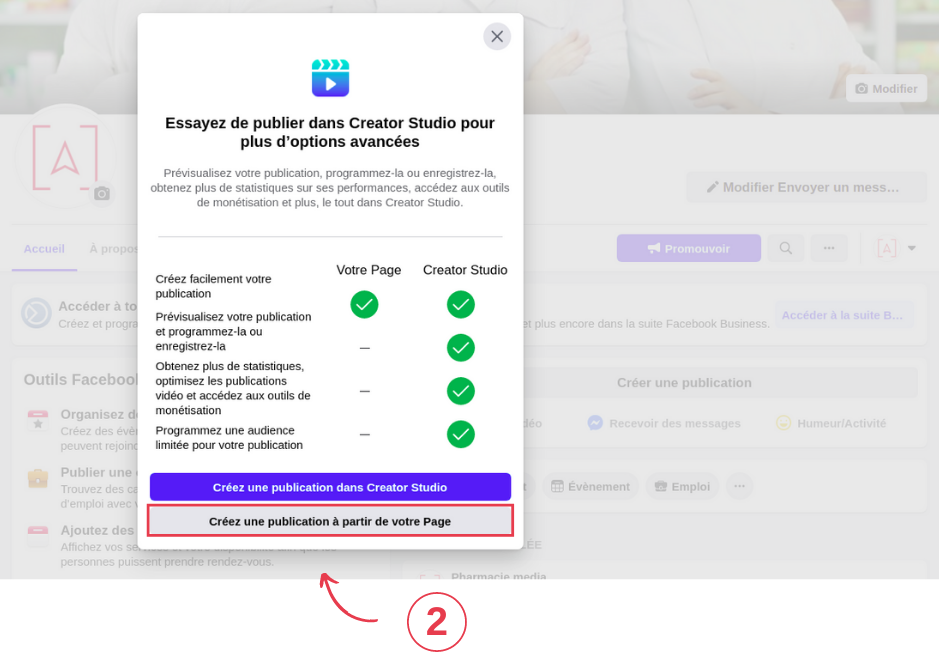 Modifier
Essayez de publier dans Creator Studio pour
plus d’options avancées
Prévisualisez votre publication, programmez-la ou enregistrez-la,
obtenez plus de statistiques sur ses performances, accédez aux outils
de monétisation et plus, le tout dans Creator Studio.
Modifier Envoyer un mess…
Accueil
À propos
Promouvoir
Votre Page
Creator Studio
Créez facilement votre
publication
Prévisualisez votre publication
et programmez-la ou
enregistrez-la
Obtenez plus de statistiques,
optimisez les publications
vidéo et accédez aux outils de
monétisation
Programmez une audience
limitée pour votre publication
Créez une publication dans Creator Studio
Créez une publication à partir de votre Page
Accéder à to
Créez et progra
et plus encore dans la suite Facebook Business.
Accéder à la suite B…
Outils Facebook
Créer une publication
Organisez d
Créez des évé
peuvent rejoin
Recevoir des messages
Humeur/Activité
Publier une
Trouvez des ca
d'emploi avec
Évènement
Emploi
Ajoutez des
Affichez vos se
personnes puissent prendre rendez-vous.
Pharmacie media
2